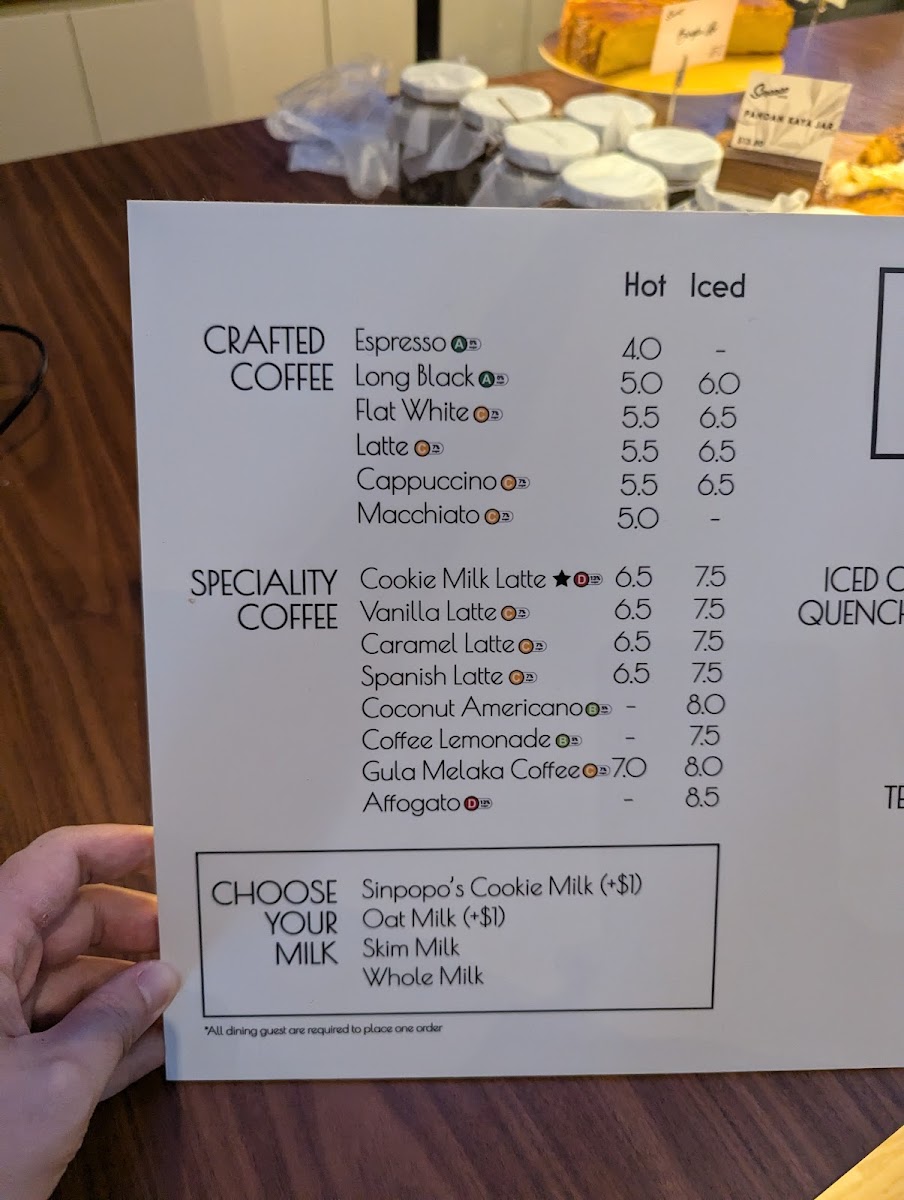 Sinpopo
PANDAN KAYA JAR
Hot Iced
CRAFTED
COFFEE
Espresso A 4.0 -
Long Black A 5.0 6.0
Flat White C 5.5 6.5
Latte C 5.5 6.5
Cappuccino C 5.5 6.5
Macchiato C 5.0 -
SPECIALITY
COFFEE
Cookie Milk Latte ★ D 6.5 7.5
Vanilla Latte C 6.5 7.5
Caramel Latte C 6.5 7.5
Spanish Latte C 6.5 7.5
Coconut Americano B - 8.0
Coffee Lemonade B - 7.5
Gula Melaka Coffee C 7.0 8.0
Affogato D - 8.5
CHOOSE
YOUR
MILK
Sinpopo's Cookie Milk (+$1)
Oat Milk (+$1)
Skim Milk
Whole Milk
*All dining guest are required to place one order
ICED C
QUENCH
TE